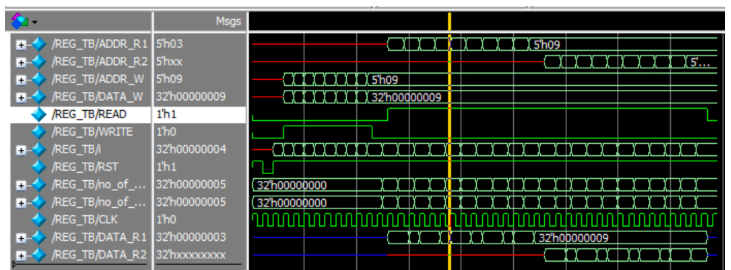 Msgs
/REG_TB/ADDR_R1 5'h03 5'h09
/REG_TB/ADDR_R2 5'hxx 5'...
/REG_TB/ADDR_W 5'h09 5'h09
/REG_TB/DATA_W 32'h00000009 32'h00000009
/REG_TB/READ 1'h1
/REG_TB/WRITE 1'h0
/REG_TB/i 32'h00000004
/REG_TB/RST 1'h1
/REG_TB/no_of_... 32'h00000005 32'h00000000
/REG_TB/no_of_... 32'h00000005 32'h00000000
/REG_TB/CLK 1'h0
/REG_TB/DATA_R1 32'h00000003 32'h00000009
/REG_TB/DATA_R2 32'hxxxxxxxx